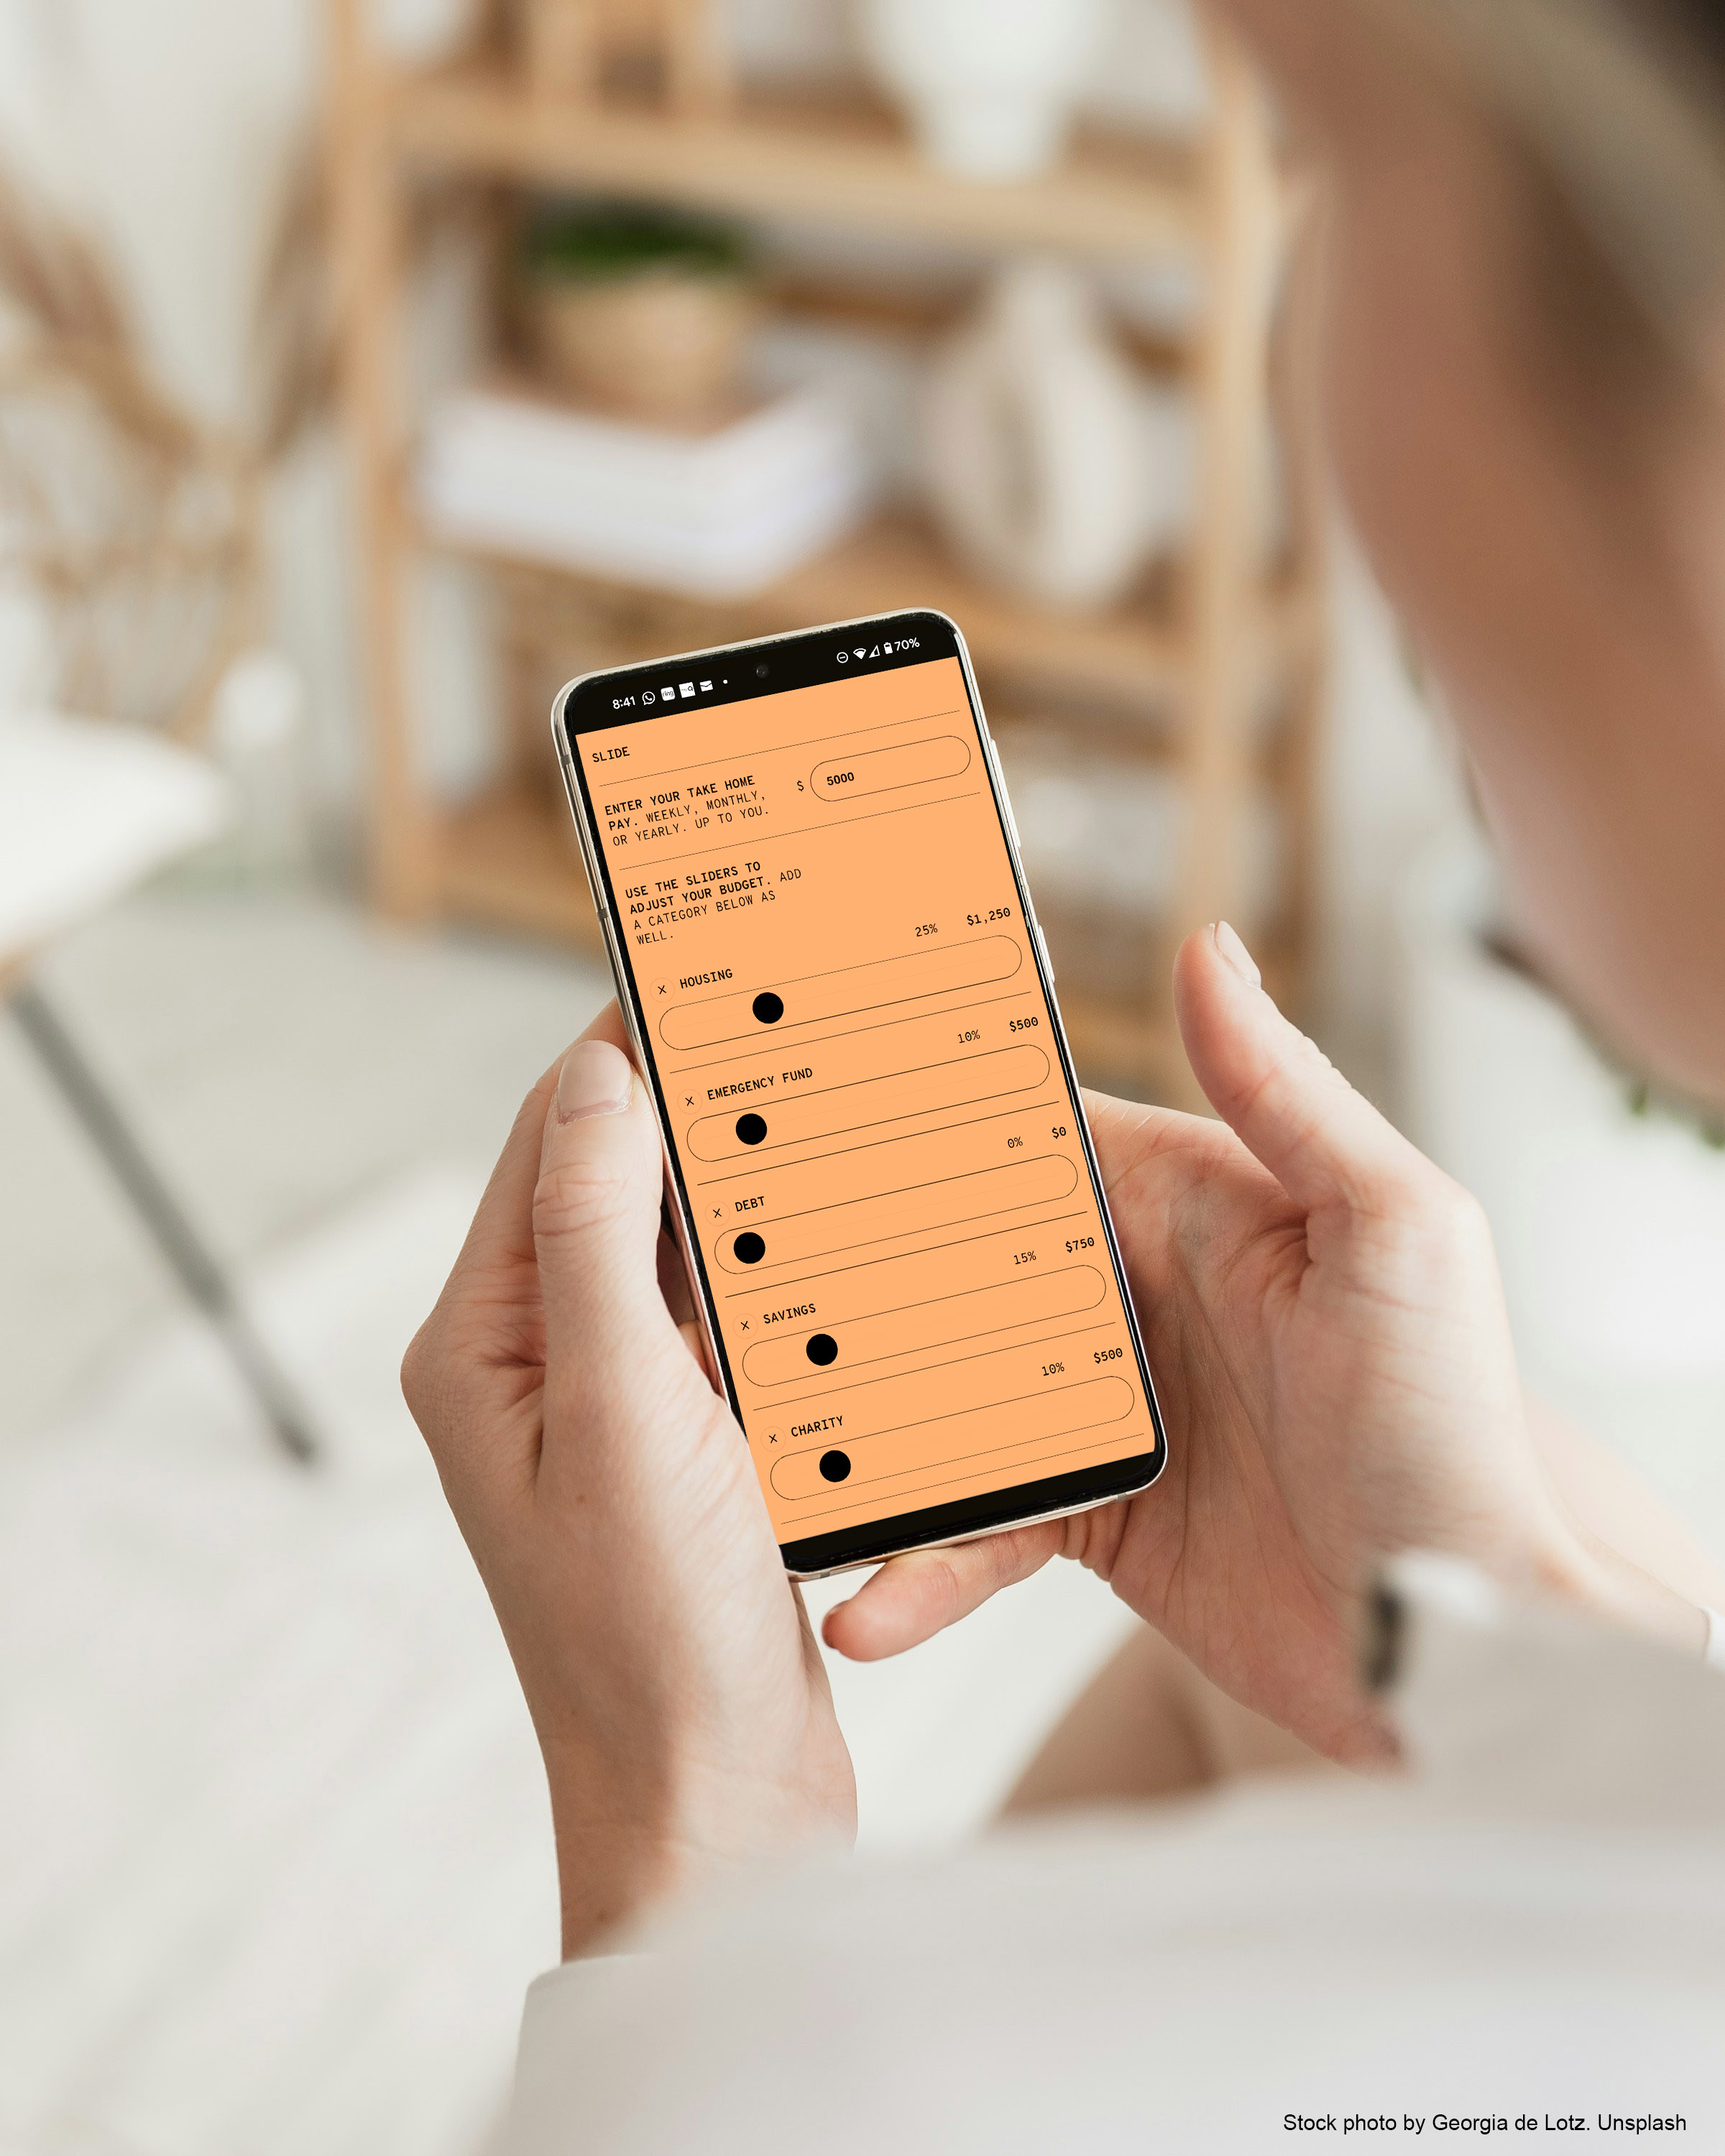 8:41
70%
SLIDE
ENTER YOUR TAKE HOME
PAY. WEEKLY, MONTHLY,
OR YEARLY. UP TO YOU.
$ 5000
USE THE SLIDERS TO
ADJUST YOUR BUDGET. ADD
A CATEGORY BELOW AS
WELL.
× HOUSING 25% $1,250
× EMERGENCY FUND 10% $500
× DEBT 0% $0
× SAVINGS 15% $750
× CHARITY 10% $500
Stock photo by Georgia de Lotz. Unsplash